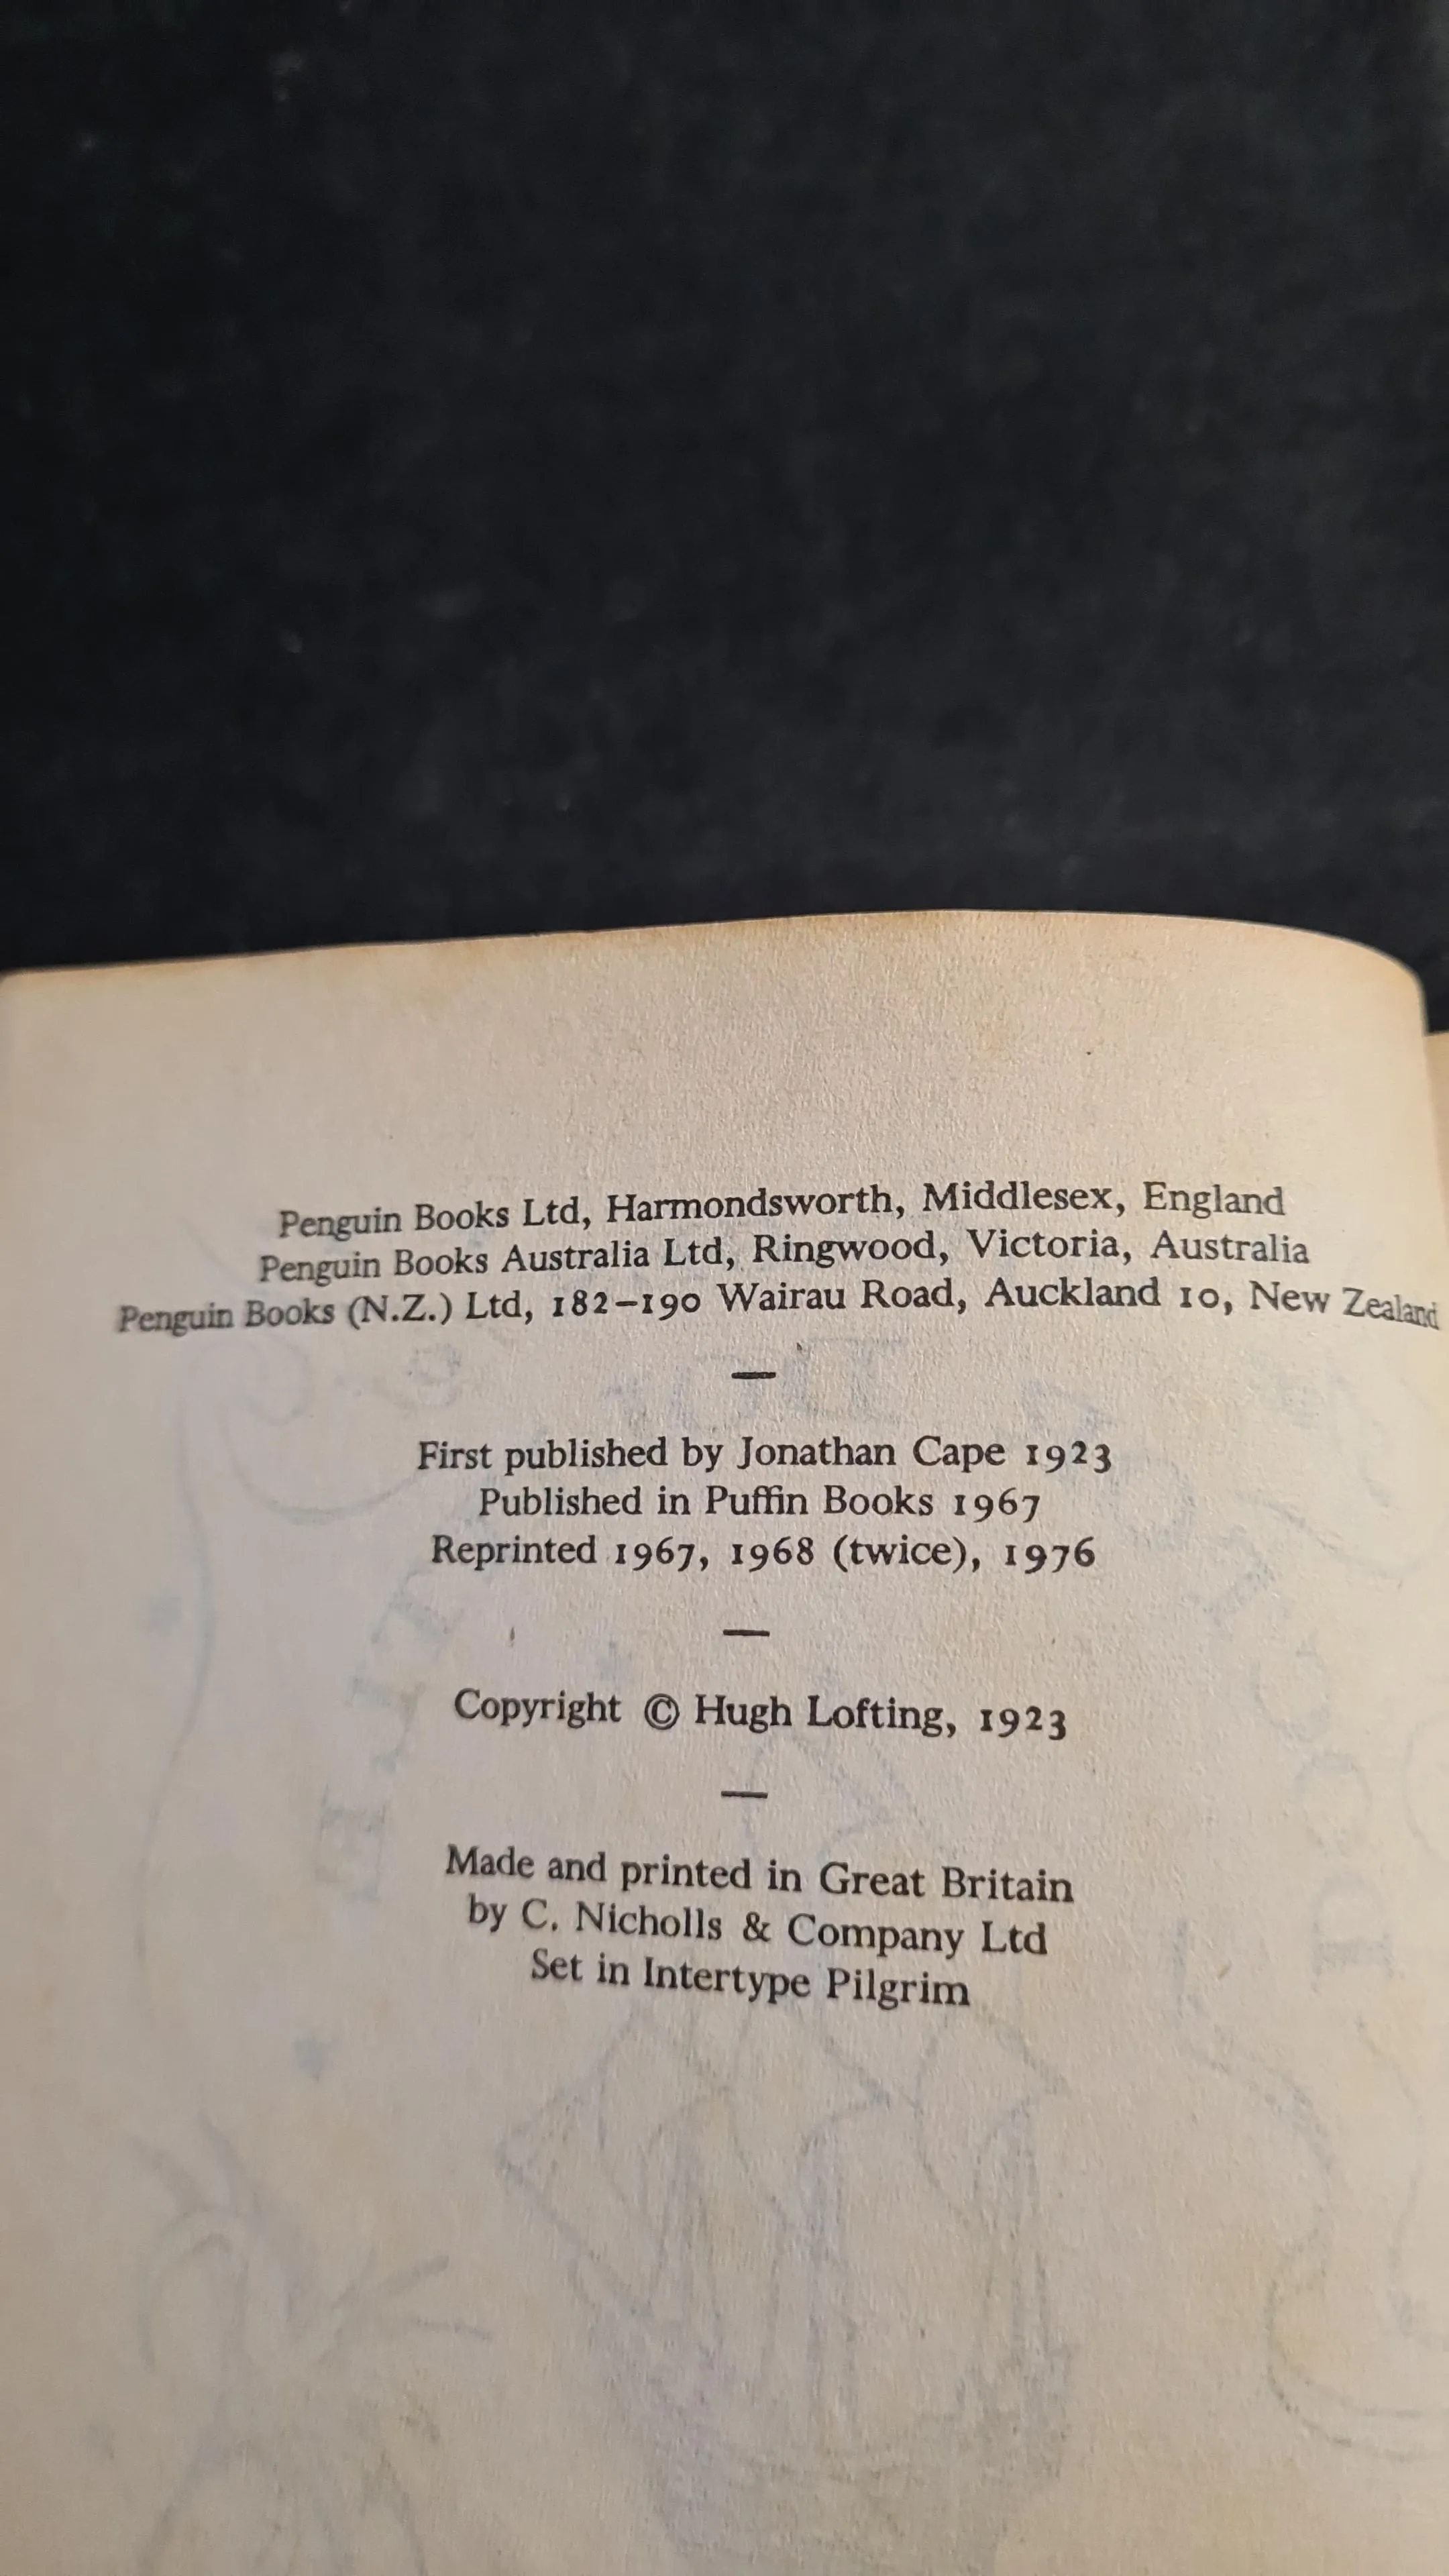 Penguin Books Ltd, Harmondsworth, Middlesex, England
Penguin Books Australia Ltd, Ringwood, Victoria, Australia
Penguin Books (N.Z.) Ltd, 182–190 Wairau Road, Auckland 10, New Zealand
—
First published by Jonathan Cape 1923
Published in Puffin Books 1967
Reprinted 1967, 1968 (twice), 1976
—
Copyright © Hugh Lofting, 1923
—
Made and printed in Great Britain
by C. Nicholls & Company Ltd
Set in Intertype Pilgrim